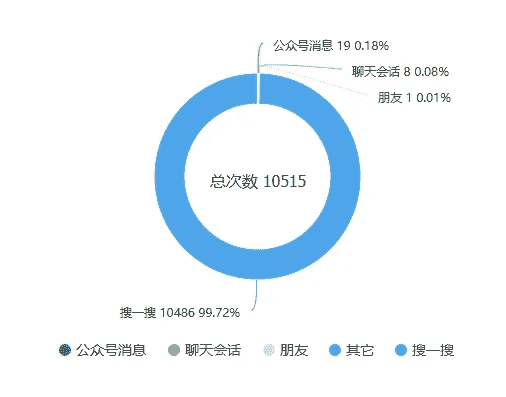 公众号消息 19 0.18%
聊天会话 8 0.08%
朋友 1 0.01%
总次数 10515
搜一搜 10486 99.72%
公众号消息 聊天会话 朋友 其它 搜一搜